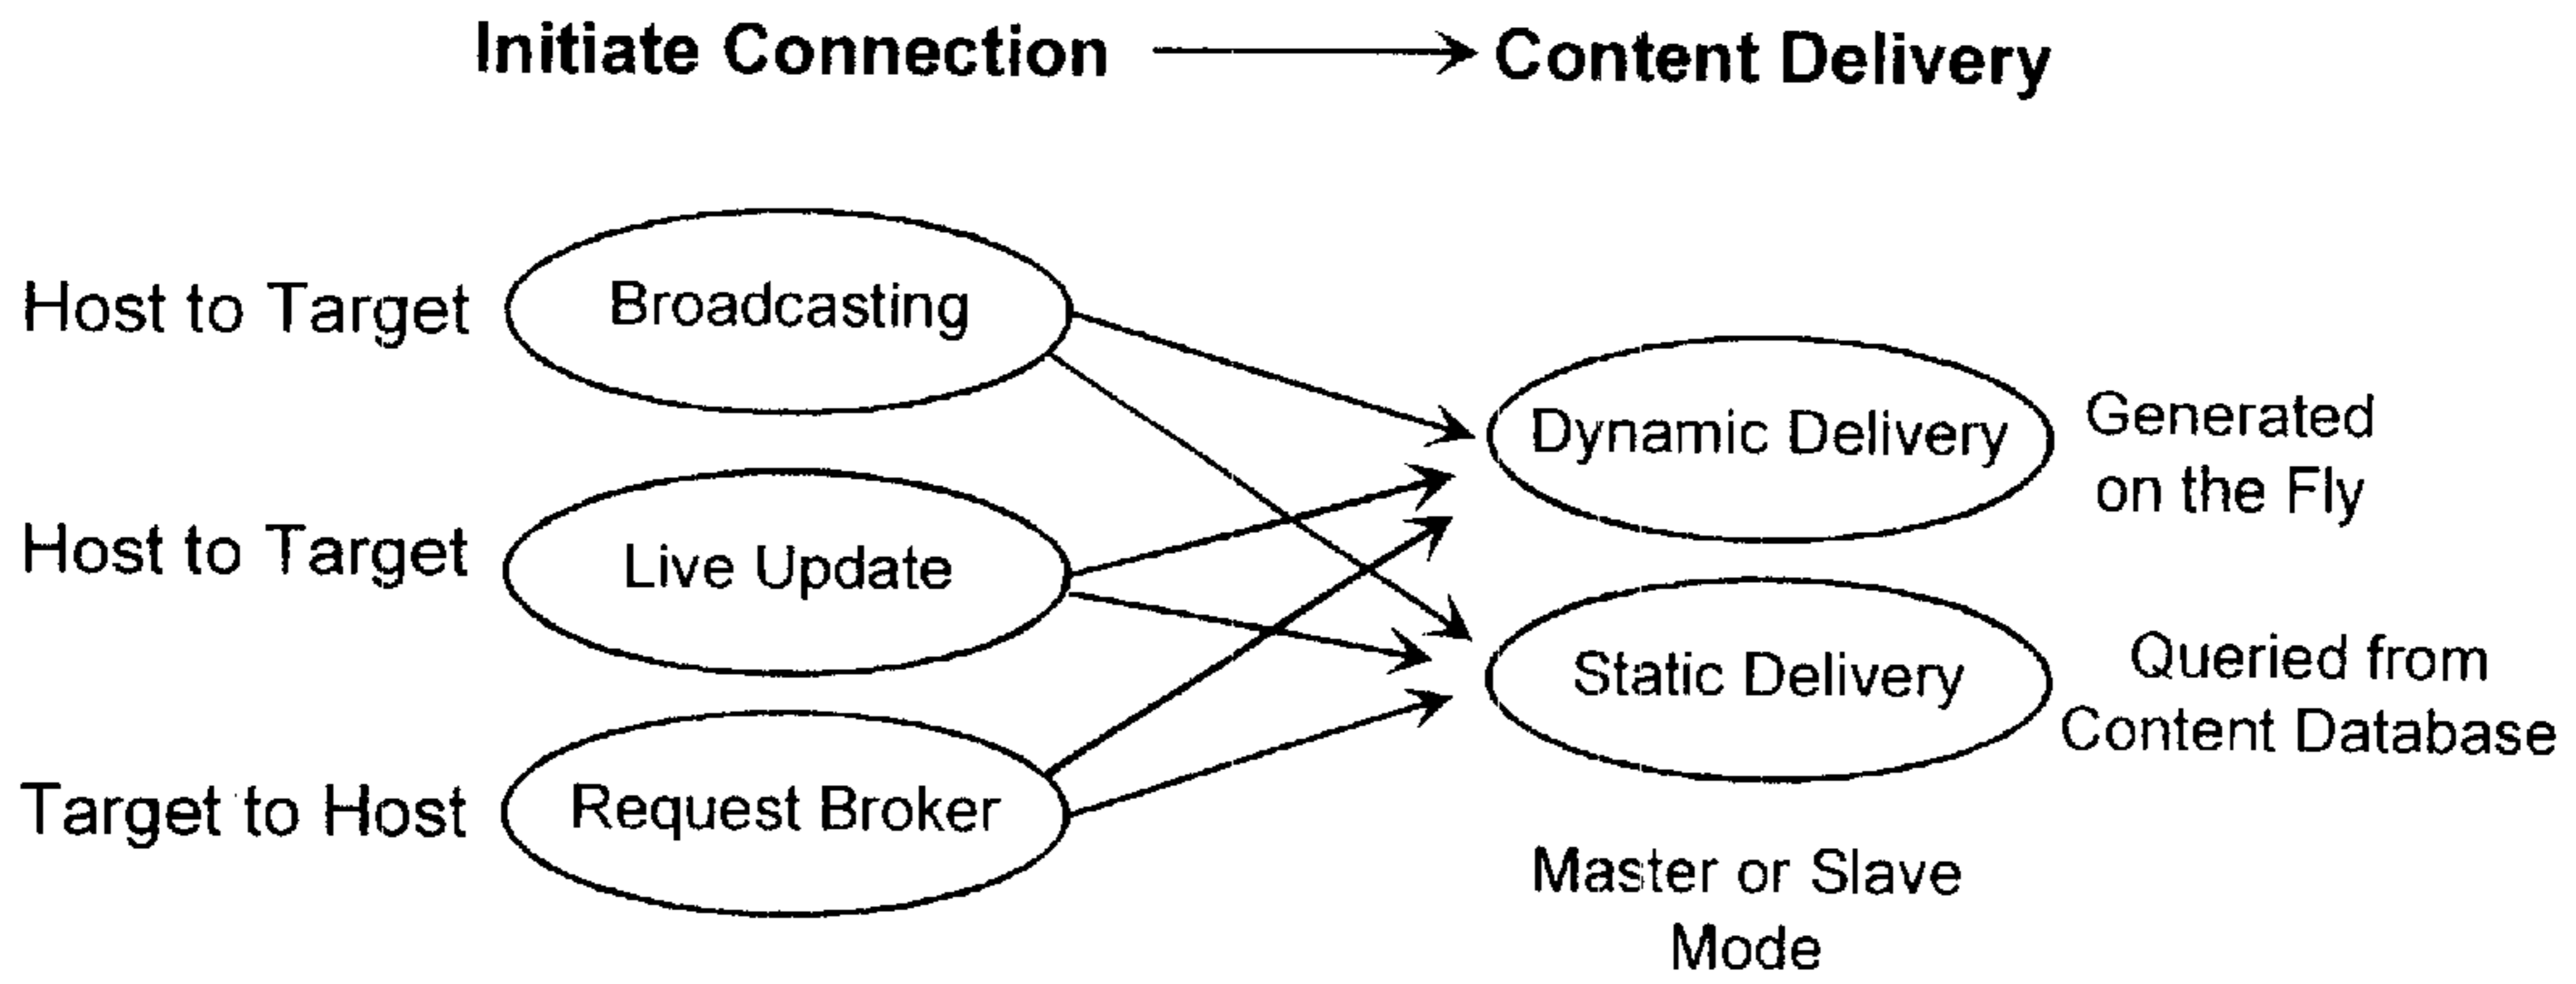 Initiate Connection Content Delivery
Host to Target Broadcasting
Dynamic Delivery Generated
on the Fly
Host to Target Live Update
Static Delivery Queried from
Content Database
Target to Host Request Broker
Master or Slave
Mode